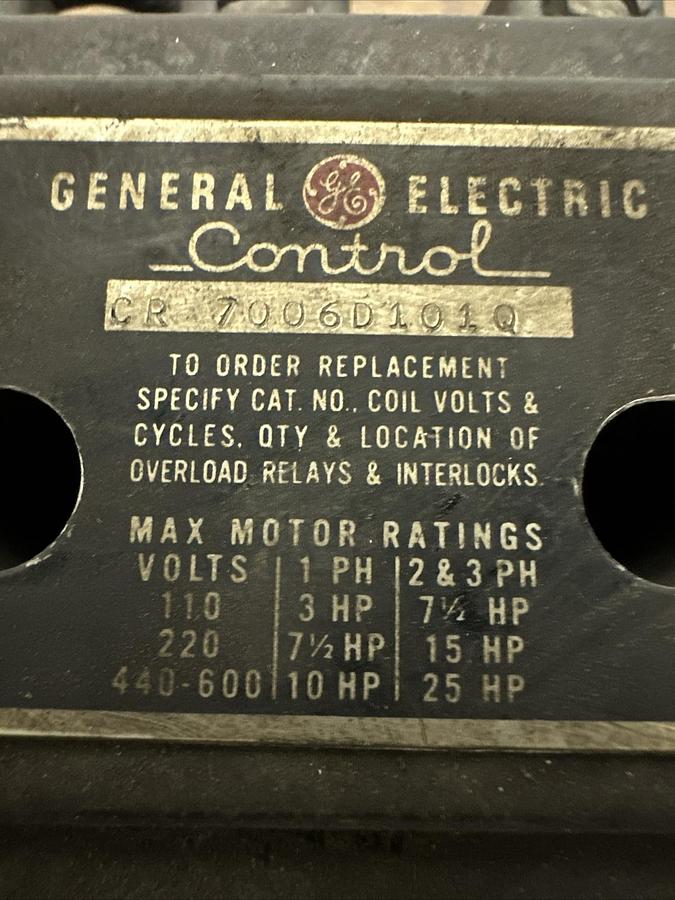 GENERAL GE ELECTRIC
Control
CR 7006D101Q
TO ORDER REPLACEMENT
SPECIFY CAT. NO., COIL VOLTS &
CYCLES, QTY & LOCATION OF
OVERLOAD RELAYS & INTERLOCKS.
MAX MOTOR RATINGS
VOLTS 1 PH 2 & 3 PH
110 3 HP 7½ HP
220 7½ HP 15 HP
440-600 10 HP 25 HP